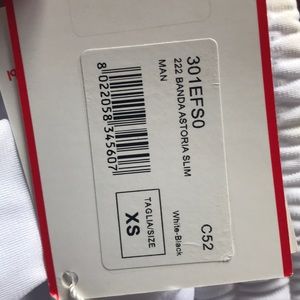 301EFS0
222 BANDA ASTORIA SLIM
MAN
8022058345607
TAGLIA/SIZE
XS
White-Black
C52